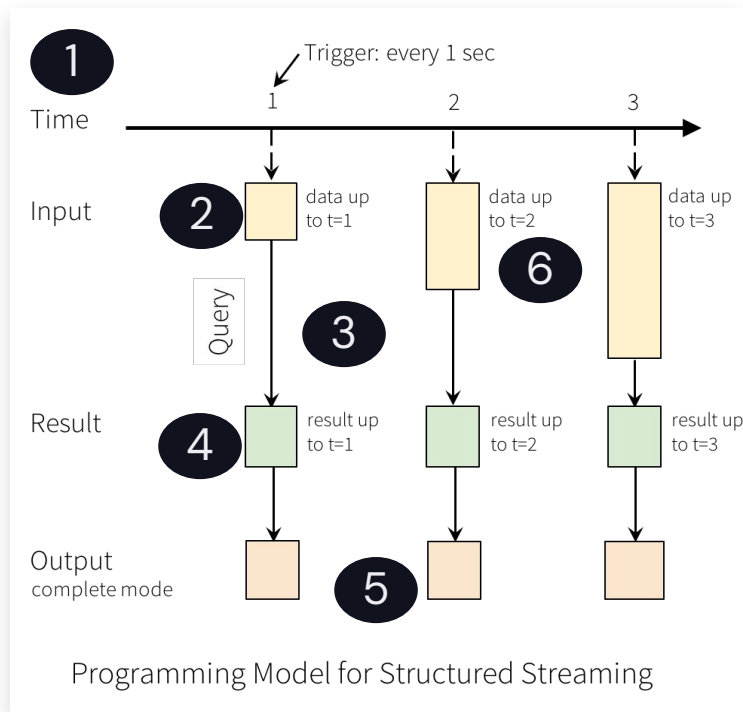 1
Trigger: every 1 sec
1 2 3
Time
Input
2
data up
to t=1
data up
to t=2
data up
to t=3
6
Query
3
Result
4
result up
to t=1
result up
to t=2
result up
to t=3
Output
complete mode
5
Programming Model for Structured Streaming